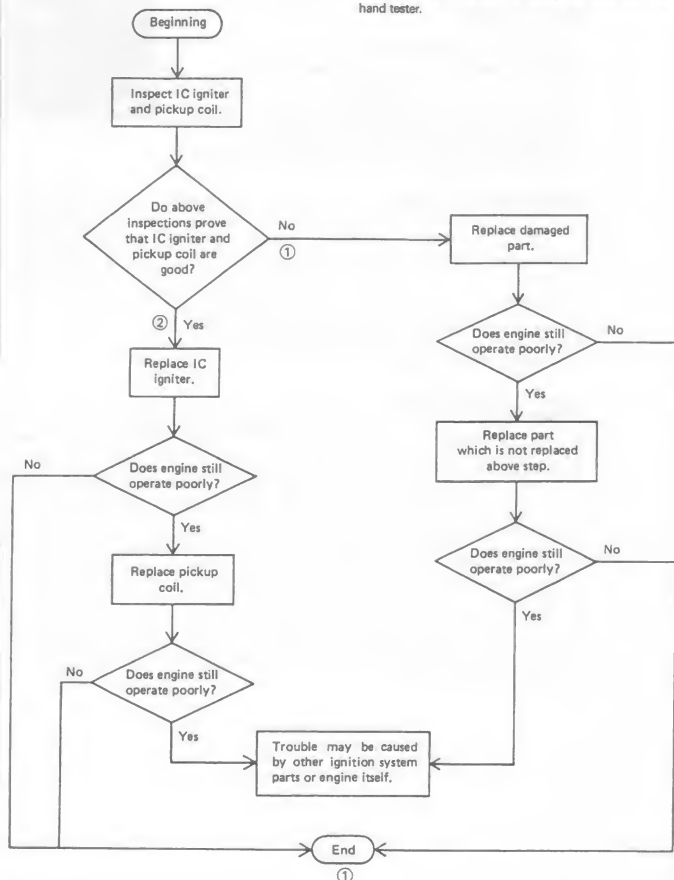 hand tester.
Beginning
Inspect IC igniter
and pickup coil.
Do above
inspections prove
that IC igniter and
pickup coil are
good?
No
①
② Yes
Replace damaged
part.
Does engine still
operate poorly?
No
Yes
Replace IC
igniter.
Replace part
which is not replaced
above step.
No
Does engine still
operate poorly?
Yes
Does engine still
operate poorly?
No
Yes
Replace pickup
coil.
No
Does engine still
operate poorly?
Yes
Trouble may be caused
by other ignition system
parts or engine itself.
End
①